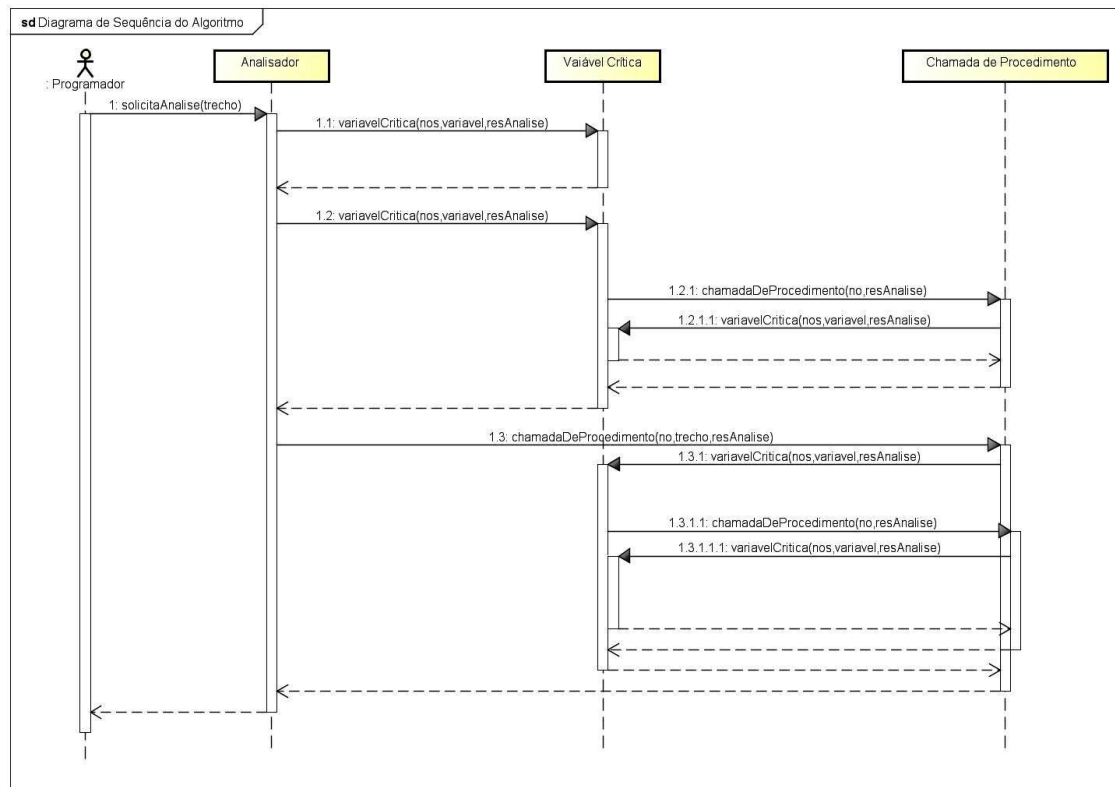 sd Diagrama de Sequência do Algoritmo
Analisador
Vaiável Crítica
Chamada de Procedimento
: Programador
1: solicitaAnalise(trecho)
1.1: variavelCritica(nos,variavel,resAnalise)
1.2: variavelCritica(nos,variavel,resAnalise)
1.2.1: chamadaDeProcedimento(no,resAnalise)
1.2.1.1: variavelCritica(nos,variavel,resAnalise)
1.3: chamadaDeProcedimento(no,trecho,resAnalise)
1.3.1: variavelCritica(nos,variavel,resAnalise)
1.3.1.1: chamadaDeProcedimento(no,resAnalise)
1.3.1.1.1: variavelCritica(nos,variavel,resAnalise)